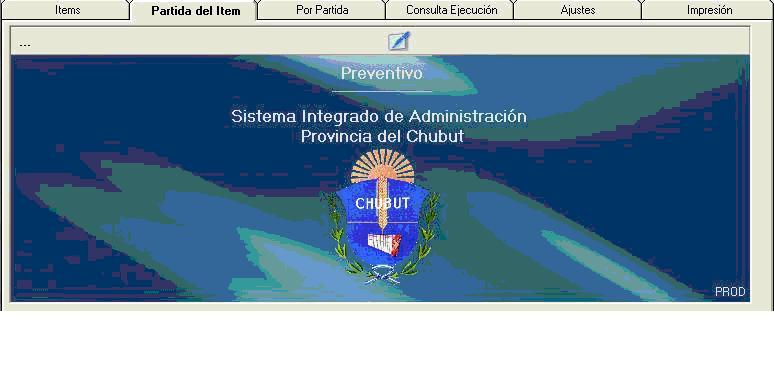 Items Partida del Item Por Partida Consulta Ejecución Ajustes Impresión
...
Preventivo
Sistema Integrado de Administración
Provincia del Chubut
CHUBUT
PROD